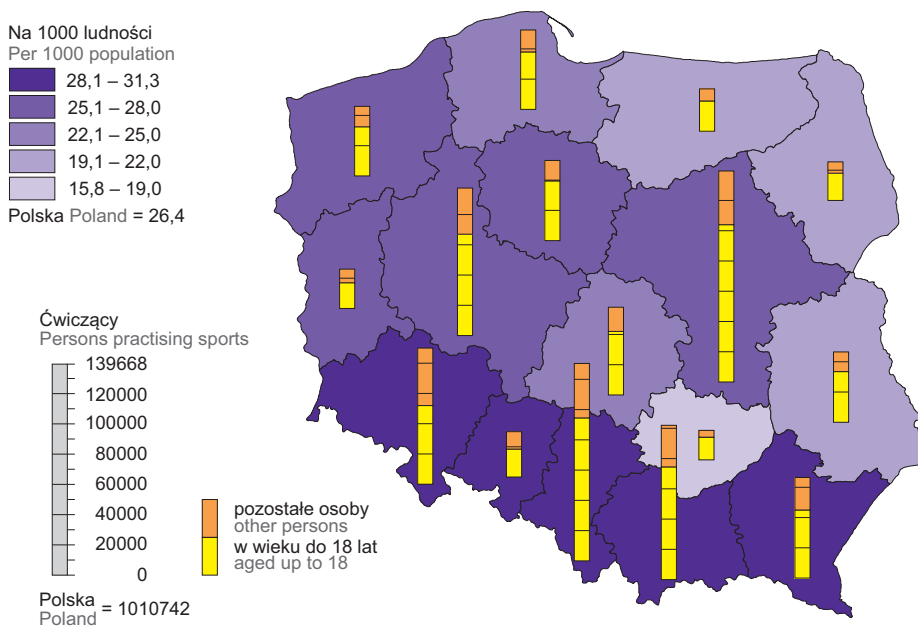 Na 1000 ludności
Per 1000 population
28,1 – 31,3
25,1 – 28,0
22,1 – 25,0
19,1 – 22,0
15,8 – 19,0
Polska Poland = 26,4
Ćwiczący
Persons practising sports
139668
120000
100000
80000
60000
40000
20000
0
pozostałe osoby
other persons
w wieku do 18 lat
aged up to 18
Polska
Poland = 1010742